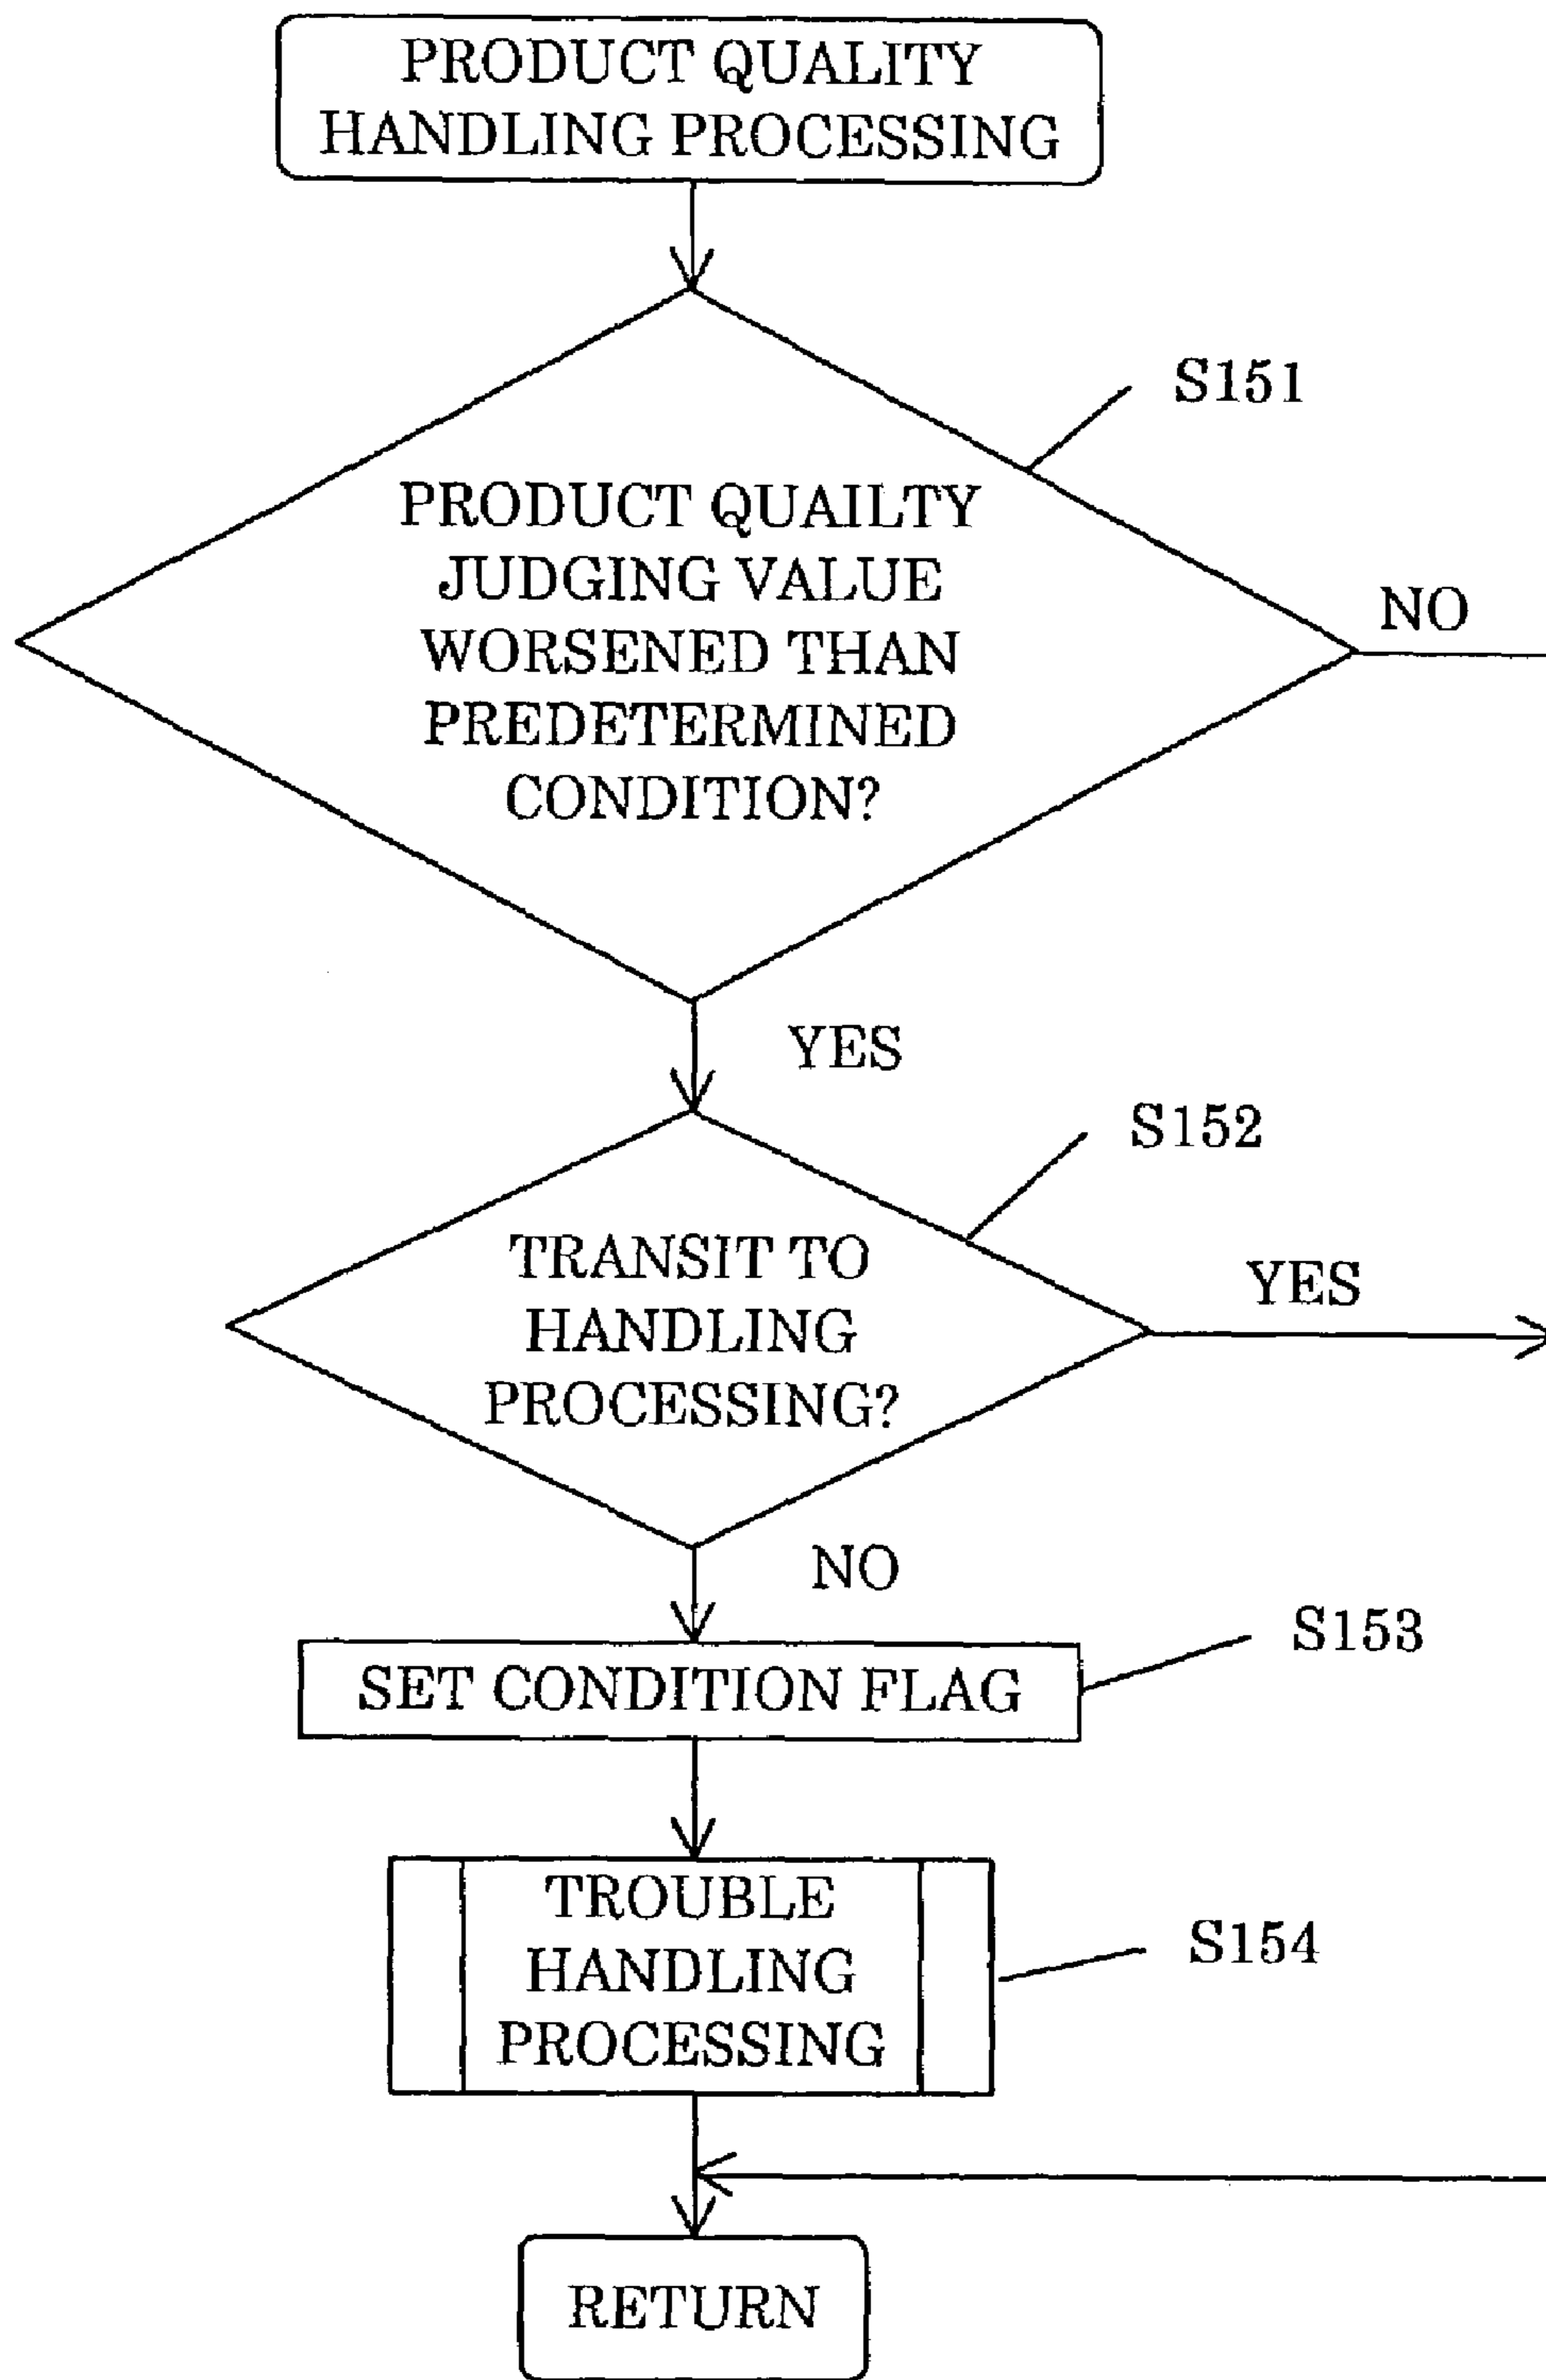 PRODUCT QUALITY
HANDLING PROCESSING
S151
PRODUCT QUAILTY
JUDGING VALUE
WORSENED THAN
PREDETERMINED
CONDITION?
NO
YES
S152
TRANSIT TO
HANDLING
PROCESSING?
YES
NO
S153
SET CONDITION FLAG
TROUBLE
HANDLING
PROCESSING
S154
RETURN